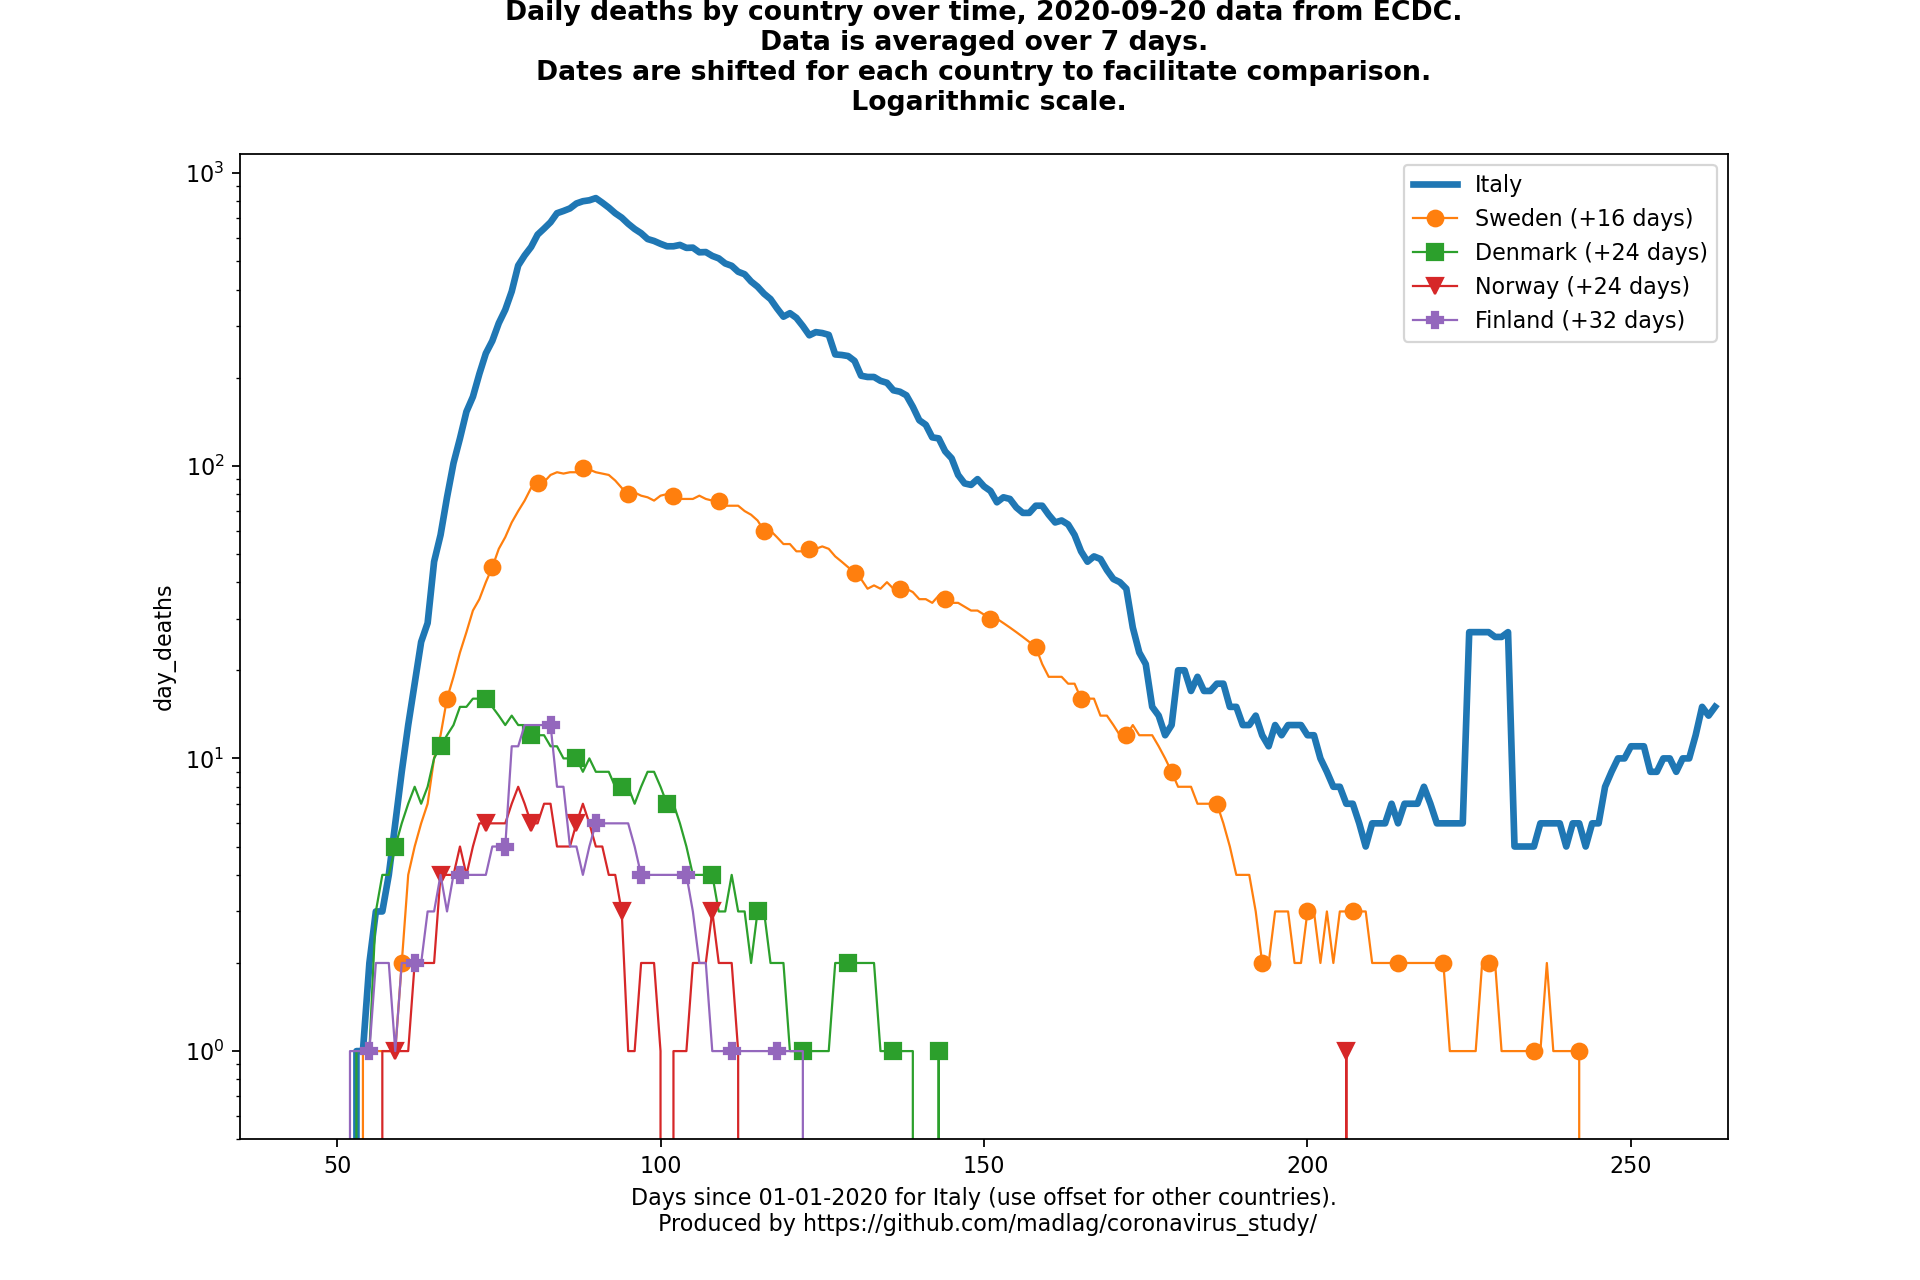 Daily deaths by country over time, 2020-09-20 data from ECDC.
Data is averaged over 7 days.
Dates are shifted for each country to facilitate comparison.
Logarithmic scale.
10³
10²
10¹
10⁰
day_deaths
Italy
Sweden (+16 days)
Denmark (+24 days)
Norway (+24 days)
Finland (+32 days)
50 100 150 200 250
Days since 01-01-2020 for Italy (use offset for other countries).
Produced by https://github.com/madlag/coronavirus_study/